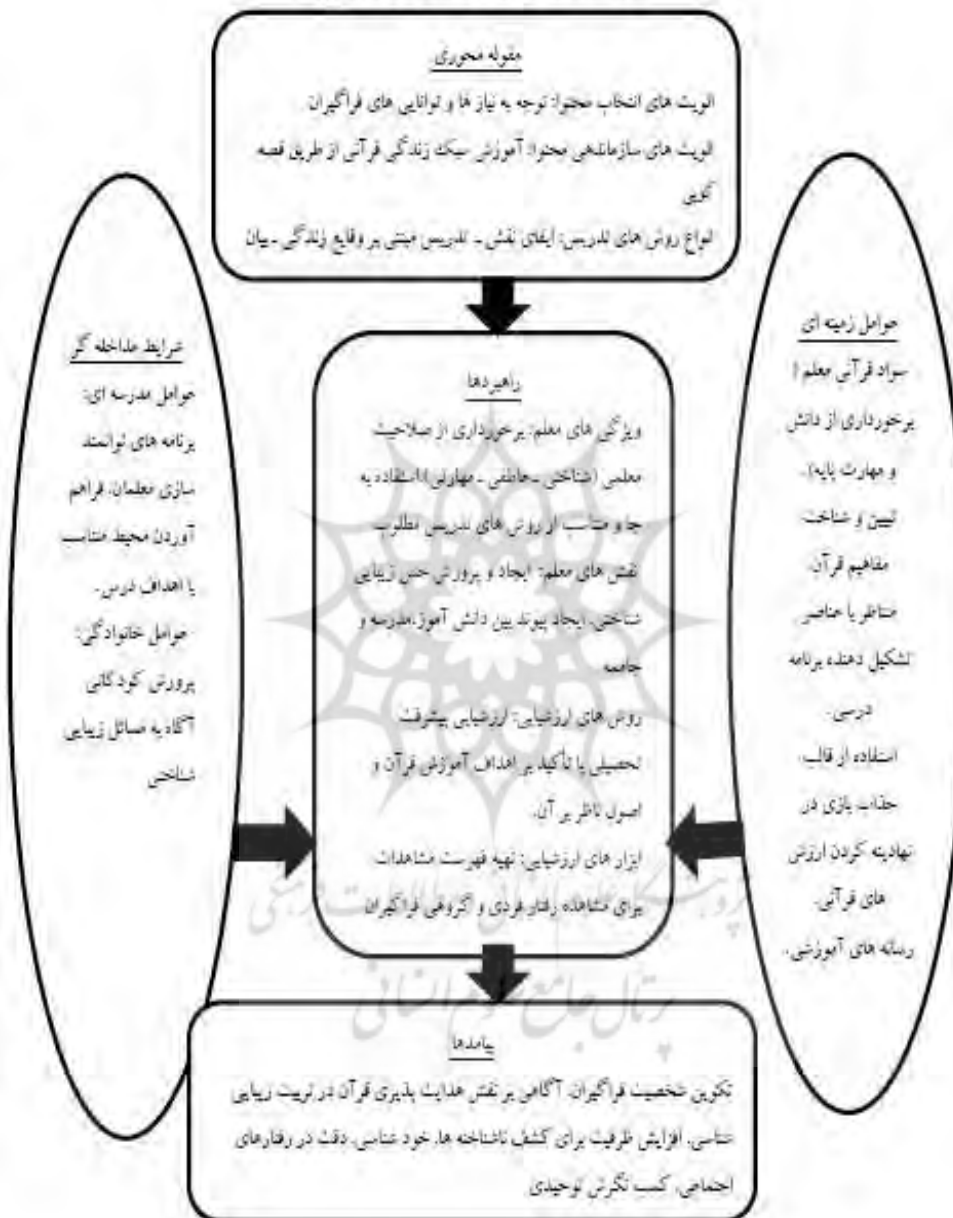 مقوله محوری
الویت های انتخاب محتوا: توجه به نیاز ها و توانایی های فراگیران
الویت های سازماندهی محتوا: آموزش سبک زندگی قرآنی از طریق قصه
گویی
انواع روش های تدریس: ایفای نقش ـ تدریس مبتنی بر وقایع زندگی ـ بیان
عوامل زمینه ای
سواد قرآنی معلم (
برخورداری از دانش
و مهارت پایه).
تبیین و شناخت
مفاهیم قرآن.
متناظر با عناصر
تشکیل دهنده برنامه
درسی.
استفاده از قالب.
جذاب بازی در
نهادینه کردن ارزش
های قرآنی.
رسانه های آموزشی.
راهبردها
ویژگی های معلم: برخورداری از صلاحیت
معلمی (شناختی ـ عاطفی ـ مهارتی) استفاده به
جا و متناسب از روش های تدریس مطلوب
نقش های معلم: ایجاد و پرورش حس زیبایی
شناختی. ایجاد پیوند بین دانش آموز، مدرسه و
جامعه
روش های ارزشیابی: ارزشیابی پیشرفت
تحصیلی با تأکید بر اهداف آموزش قرآن و
اصول ناظر بر آن.
ابزار های ارزشیابی: تهیه فهرست مشاهدات
برای مشاهده رفتار فردی و گروهی فراگیران
شرایط مداخله گر
عوامل مدرسه ای:
برنامه های توانمند
سازی معلمان. فراهم
آوردن محیط متناسب
با اهداف درس.
عوامل خانوادگی:
پرورش کودکانی
آگاه به مسائل زیبایی
شناختی
پیامدها
تکوین شخصیت فراگیران. آگاهی بر نقش هدایت پذیری قرآن در تربیت زیبایی
شناسی. افزایش ظرفیت برای کشف ناشناخته ها. خود شناسی. دقت در رفتارهای
اجتماعی. کسب نگرش توحیدی
پژوهشگاه علوم انسانی و مطالعات فرهنگی
پرتال جامع علوم انسانی